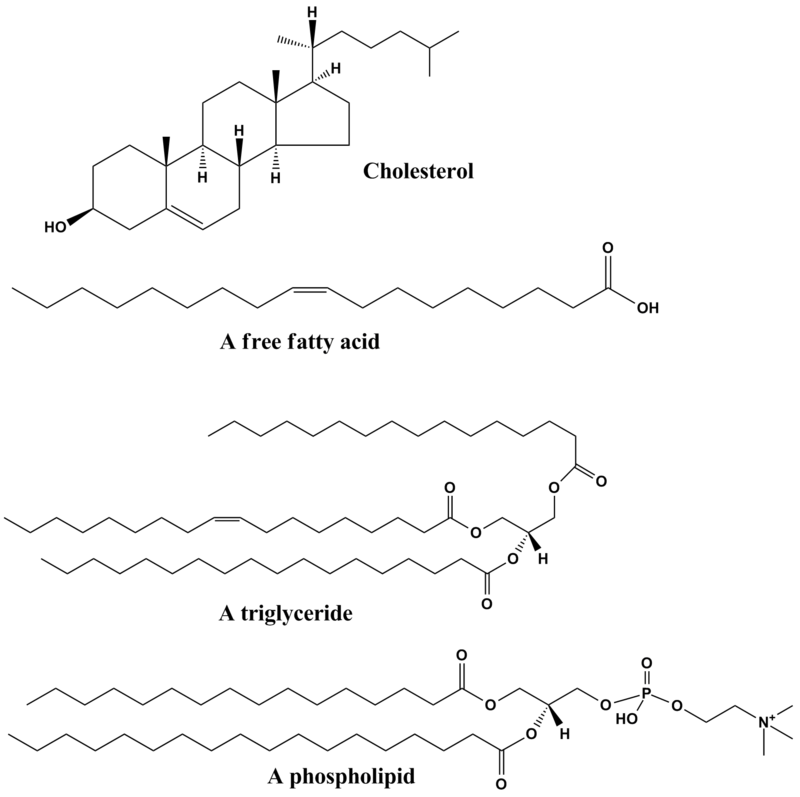 H
H
H
H
H
Cholesterol
HO
O
OH
A free fatty acid
O
O
O
O
O
H
O
A triglyceride
O
O
O
P
O
HO
N+
O
H
O
A phospholipid